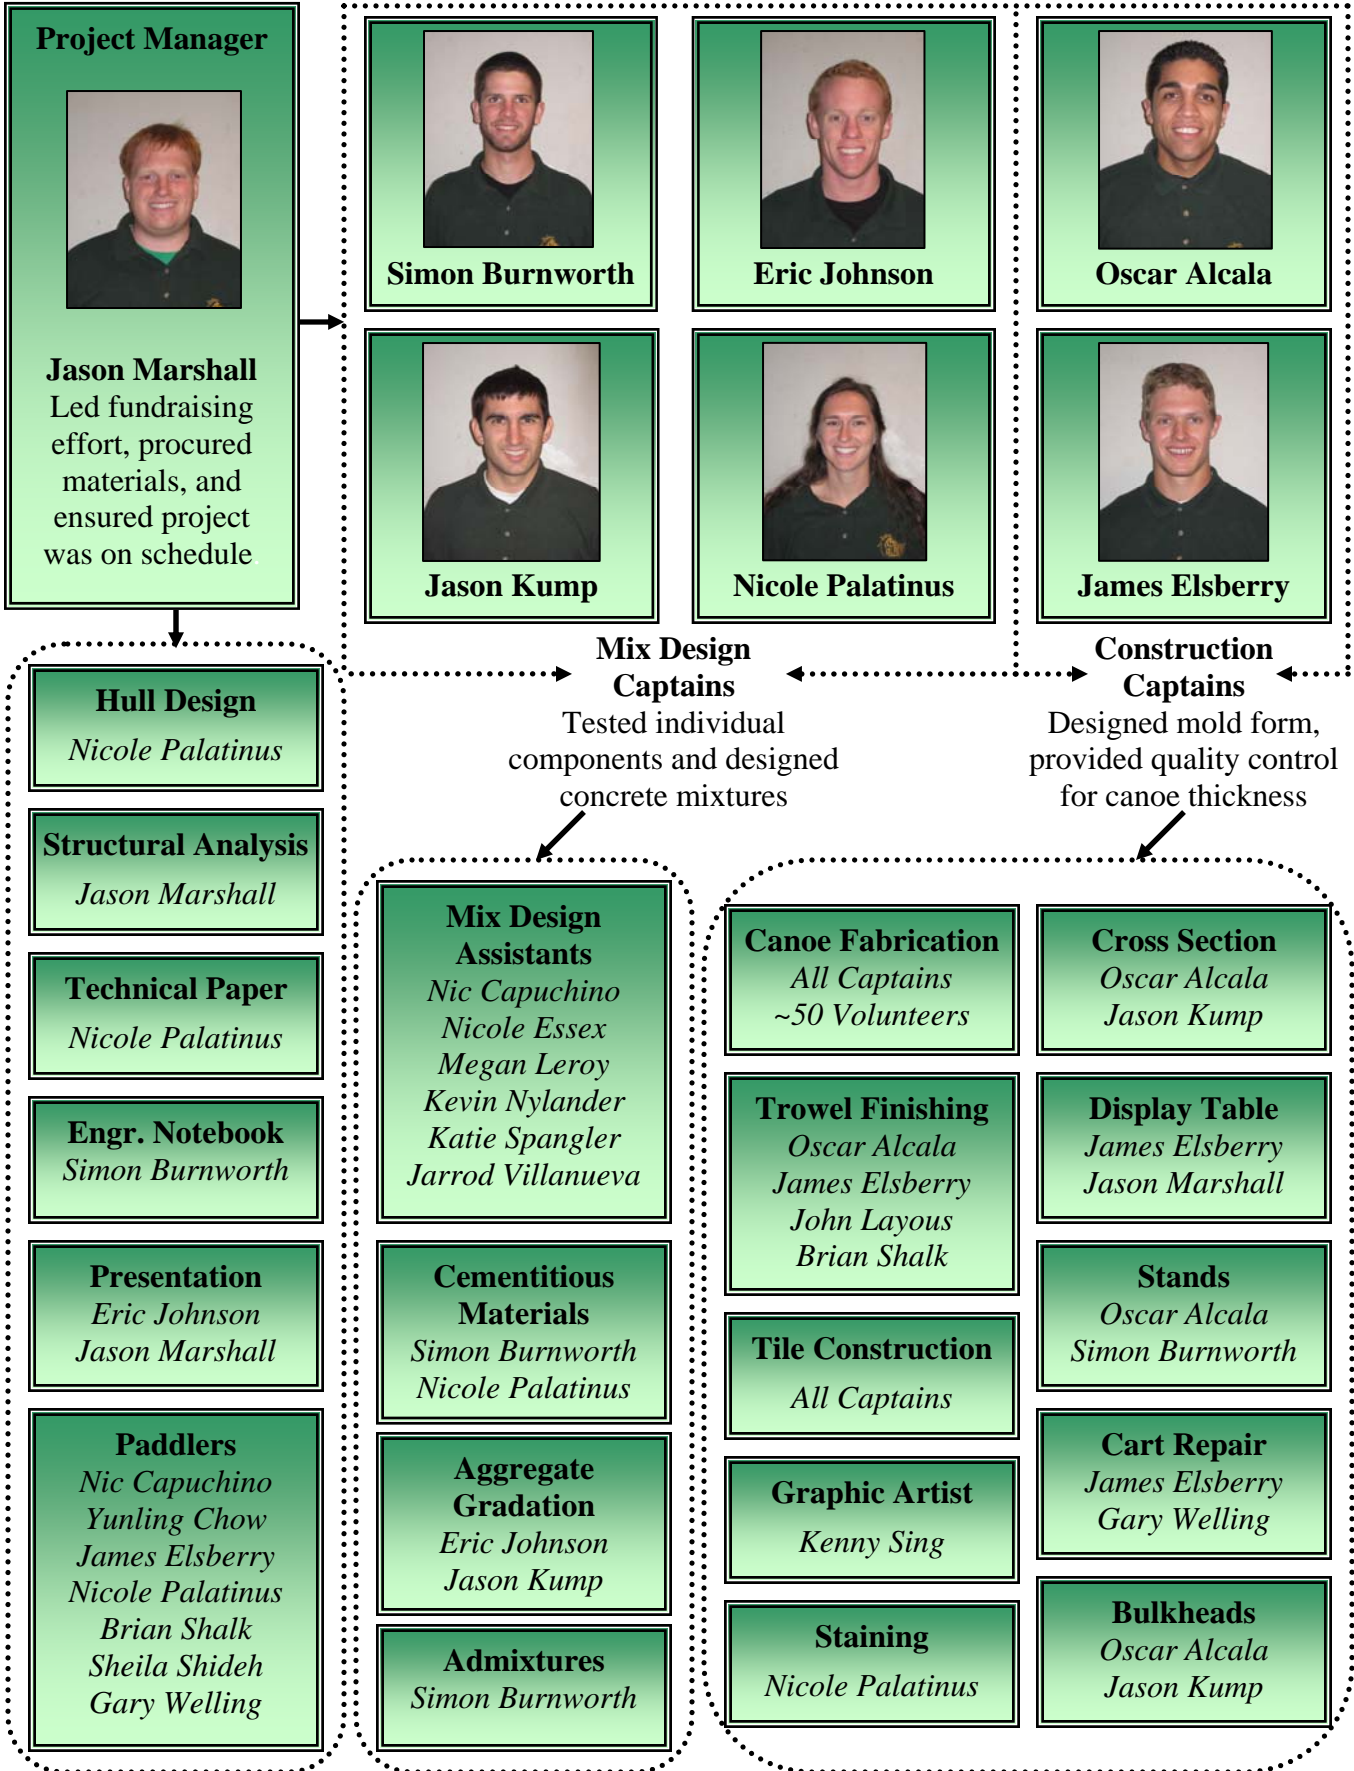 Project Manager
Jason Marshall
Led fundraising
effort, procured
materials, and
ensured project
was on schedule.
Simon Burnworth
Eric Johnson
Oscar Alcala
Jason Kump
Nicole Palatinus
James Elsberry
Mix Design
Captains
Tested individual
components and designed
concrete mixtures
Construction
Captains
Designed mold form,
provided quality control
for canoe thickness
Hull Design
Nicole Palatinus
Structural Analysis
Jason Marshall
Technical Paper
Nicole Palatinus
Engr. Notebook
Simon Burnworth
Presentation
Eric Johnson
Jason Marshall
Paddlers
Nic Capuchino
Yunling Chow
James Elsberry
Nicole Palatinus
Brian Shalk
Sheila Shideh
Gary Welling
Mix Design
Assistants
Nic Capuchino
Nicole Essex
Megan Leroy
Kevin Nylander
Katie Spangler
Jarrod Villanueva
Cementitious
Materials
Simon Burnworth
Nicole Palatinus
Aggregate
Gradation
Eric Johnson
Jason Kump
Admixtures
Simon Burnworth
Canoe Fabrication
All Captains
~50 Volunteers
Trowel Finishing
Oscar Alcala
James Elsberry
John Layous
Brian Shalk
Tile Construction
All Captains
Graphic Artist
Kenny Sing
Staining
Nicole Palatinus
Cross Section
Oscar Alcala
Jason Kump
Display Table
James Elsberry
Jason Marshall
Stands
Oscar Alcala
Simon Burnworth
Cart Repair
James Elsberry
Gary Welling
Bulkheads
Oscar Alcala
Jason Kump